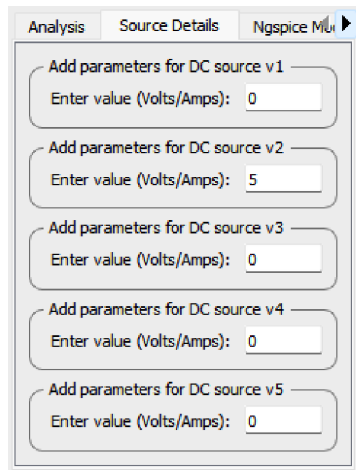 Analysis Source Details Ngspice
Add parameters for DC source v1
Enter value (Volts/Amps): 0
Add parameters for DC source v2
Enter value (Volts/Amps): 5
Add parameters for DC source v3
Enter value (Volts/Amps): 0
Add parameters for DC source v4
Enter value (Volts/Amps): 0
Add parameters for DC source v5
Enter value (Volts/Amps): 0